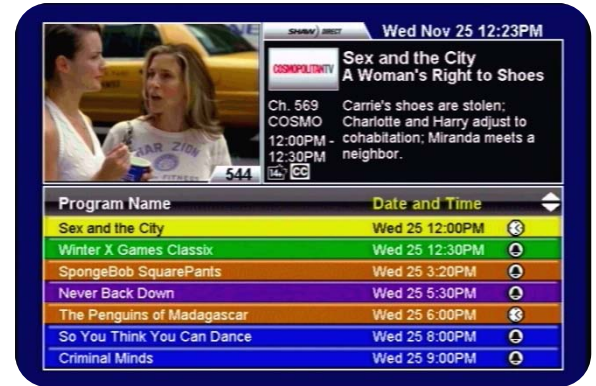 SHAW) DIRECT
Wed Nov 25 12:23PM
COSMOPOLITANTV
Sex and the City
A Woman's Right to Shoes
Ch. 569
COSMO
12:00PM -
12:30PM
14+ CC
Carrie's shoes are stolen;
Charlotte and Harry adjust to
cohabitation; Miranda meets a
neighbor.
HAR ZION
FITNESS
544
Program Name Date and Time
Sex and the City Wed 25 12:00PM
Winter X Games Classix Wed 25 12:30PM
SpongeBob SquarePants Wed 25 3:20PM
Never Back Down Wed 25 5:30PM
The Penguins of Madagascar Wed 25 6:00PM
So You Think You Can Dance Wed 25 8:00PM
Criminal Minds Wed 25 9:00PM